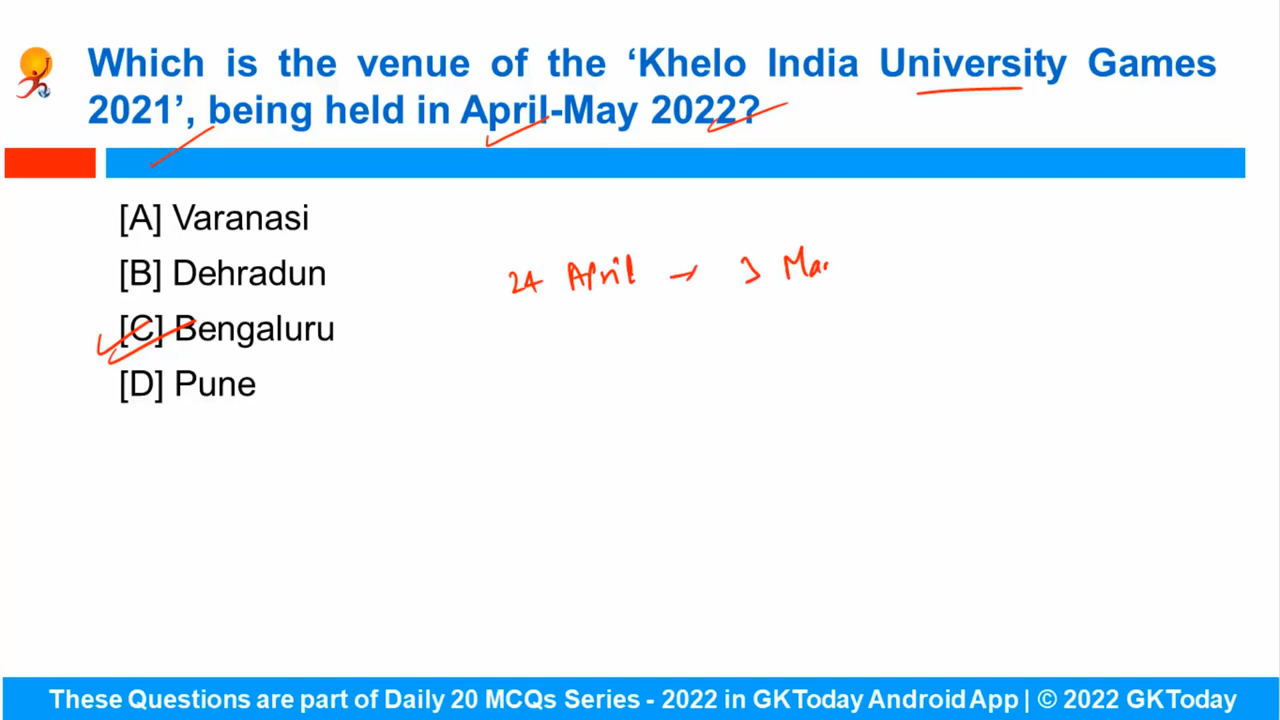 Which is the venue of the ‘Khelo India University Games
2021’, being held in April-May 2022?
[A] Varanasi
[B] Dehradun
24 April → 3 Ma
[C] Bengaluru
[D] Pune
These Questions are part of Daily 20 MCQs Series - 2022 in GKToday Android App | © 2022 GKToday